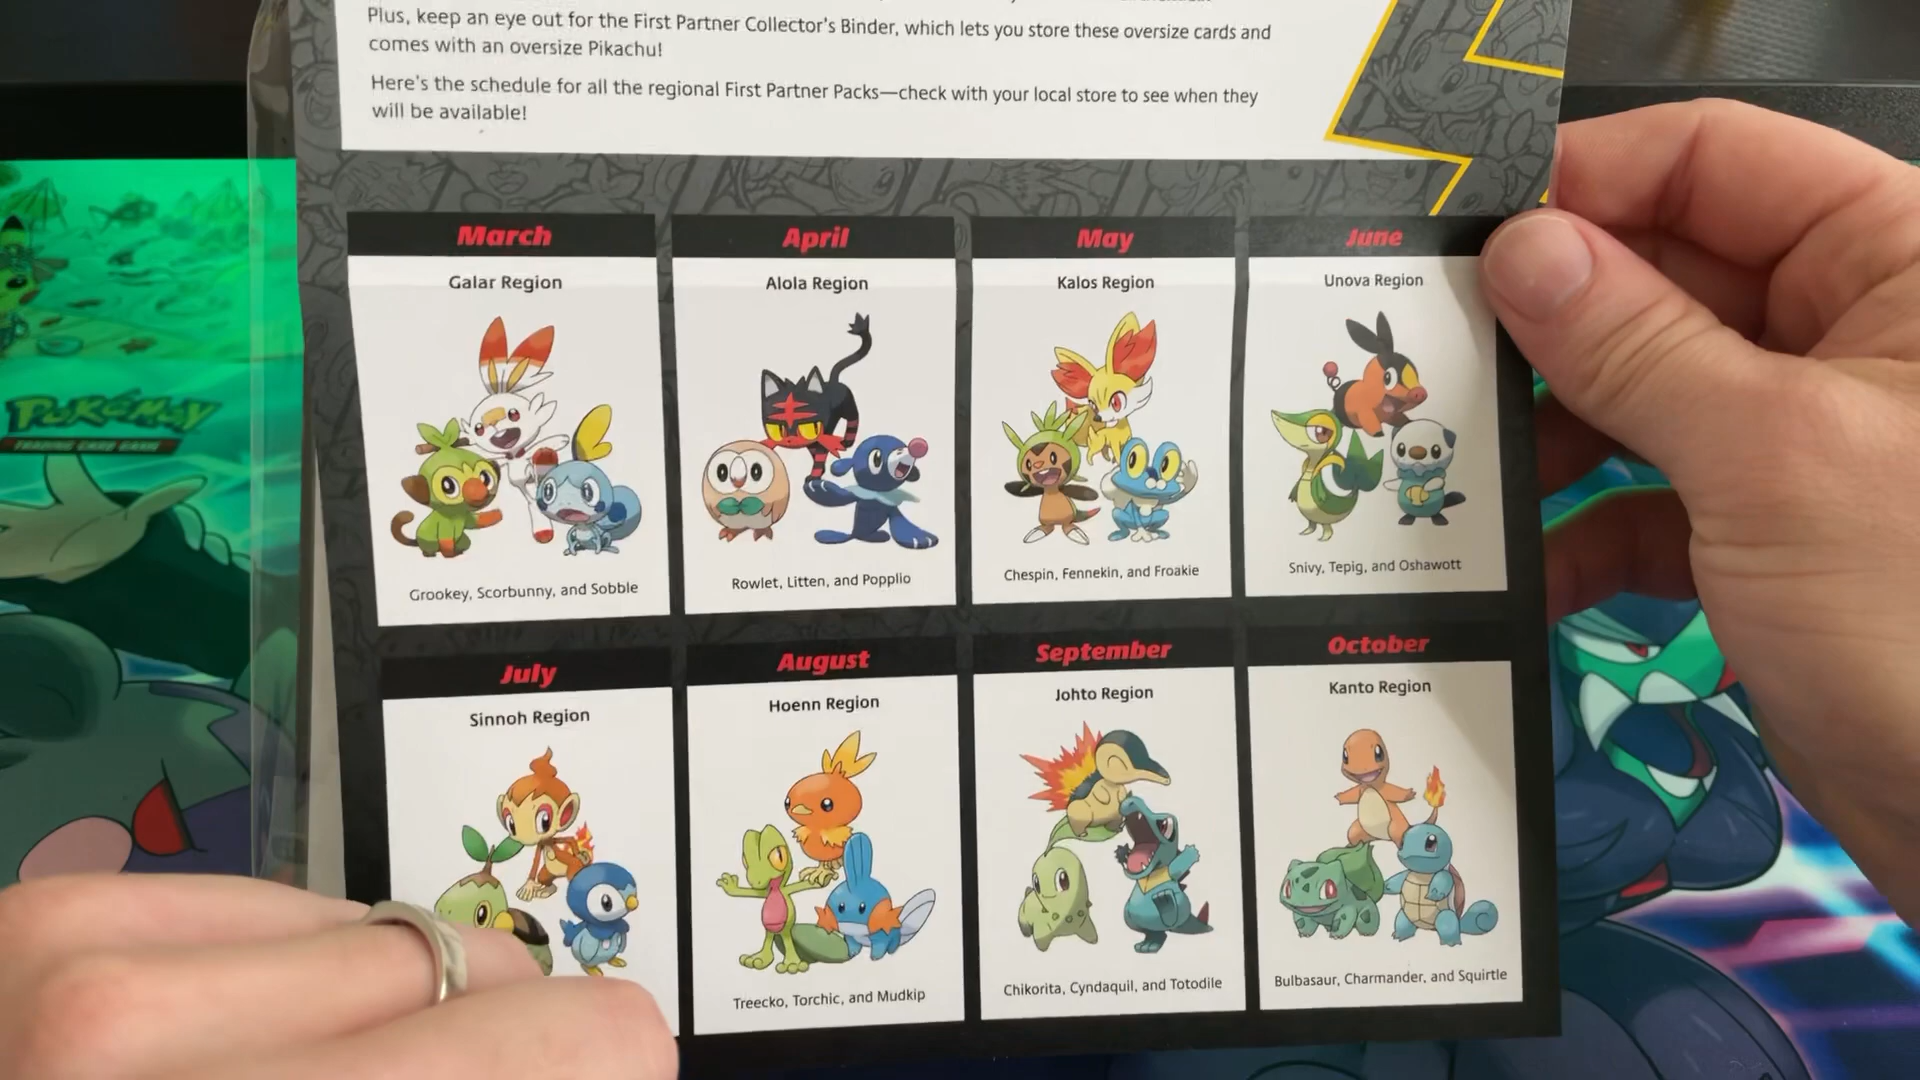 Plus, keep an eye out for the First Partner Collector's Binder, which lets you store these oversize cards and
comes with an oversize Pikachu!
Here's the schedule for all the regional First Partner Packs—check with your local store to see when they
will be available!
March
Galar Region
Grookey, Scorbunny, and Sobble
April
Alola Region
Rowlet, Litten, and Popplio
May
Kalos Region
Chespin, Fennekin, and Froakie
June
Unova Region
Snivy, Tepig, and Oshawott
July
Sinnoh Region
August
Hoenn Region
Treecko, Torchic, and Mudkip
September
Johto Region
Chikorita, Cyndaquil, and Totodile
October
Kanto Region
Bulbasaur, Charmander, and Squirtle
POKéMON
TRADING CARD GAME